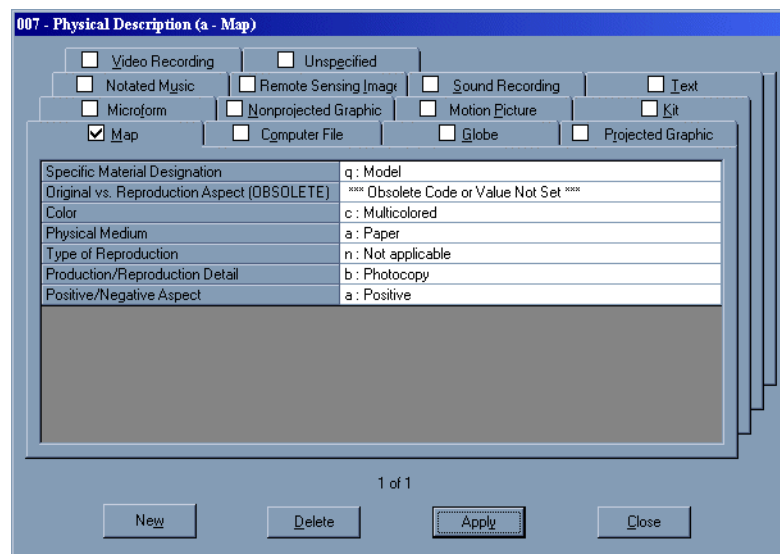 007 - Physical Description (a - Map)
Video Recording Unspecified
Notated Music Remote Sensing Image Sound Recording Text
Microform Nonprojected Graphic Motion Picture Kit
Map Computer File Globe Projected Graphic
Specific Material Designation q : Model
Original vs. Reproduction Aspect (OBSOLETE) *** Obsolete Code or Value Not Set ***
Color c : Multicolored
Physical Medium a : Paper
Type of Reproduction n : Not applicable
Production/Reproduction Detail b : Photocopy
Positive/Negative Aspect a : Positive
1 of 1
New Delete Apply Close